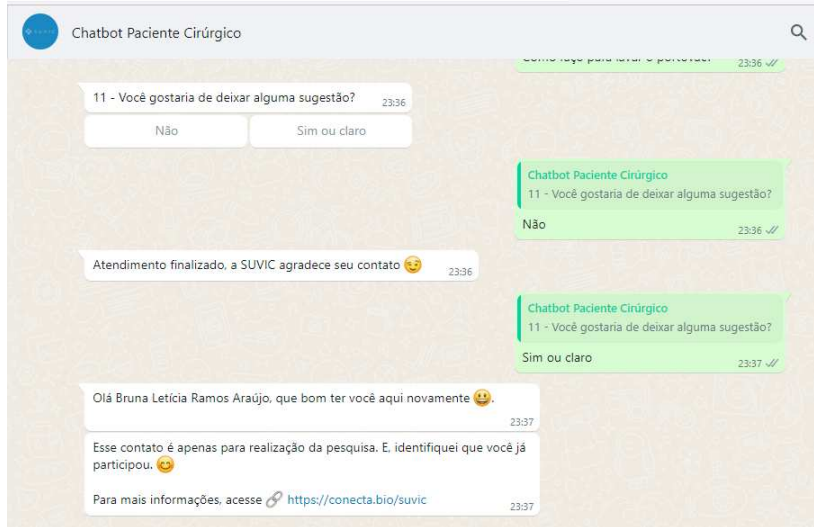 Chatbot Paciente Cirúrgico
23:36
11 - Você gostaria de deixar alguma sugestão?
23:36
Não
Sim ou claro
Chatbot Paciente Cirúrgico
11 - Você gostaria de deixar alguma sugestão?
Não
23:36
Atendimento finalizado, a SUVIC agradece seu contato 😉
23:36
Chatbot Paciente Cirúrgico
11 - Você gostaria de deixar alguma sugestão?
Sim ou claro
23:37
Olá Bruna Letícia Ramos Araújo, que bom ter você aqui novamente 😃.
23:37
Esse contato é apenas para realização da pesquisa. E, identifiquei que você já
participou. 😊
Para mais informações, acesse 🔗 https://conecta.bio/suvic
23:37